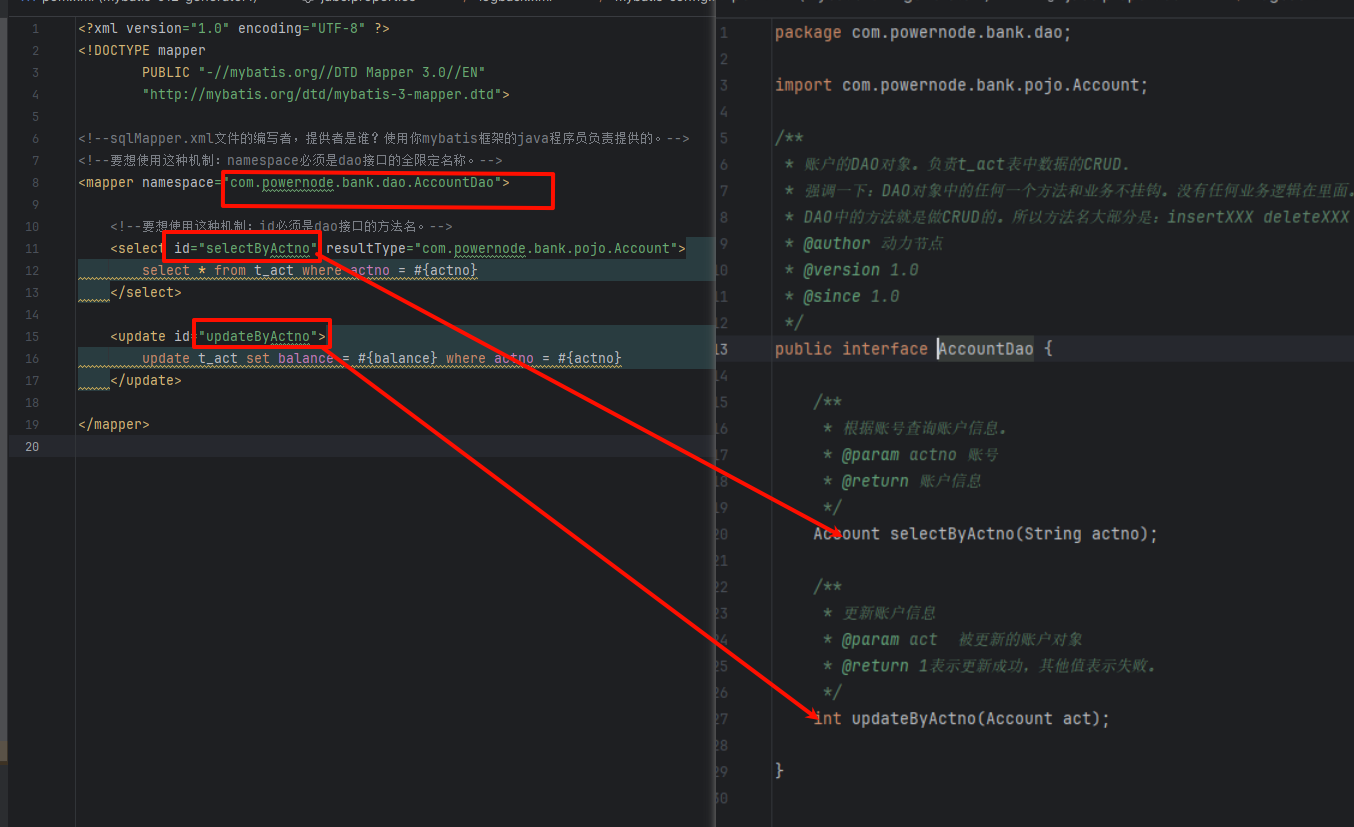 1 <?xml version="1.0" encoding="UTF-8" ?>
2 <!DOCTYPE mapper
3 PUBLIC "-//mybatis.org//DTD Mapper 3.0//EN"
4 "http://mybatis.org/dtd/mybatis-3-mapper.dtd">
5
6 <!--sqlMapper.xml文件的编写者，提供者是谁？使用你mybatis框架的java程序员负责提供的。-->
7 <!--要想使用这种机制：namespace必须是dao接口的全限定名称。-->
8 <mapper namespace="com.powernode.bank.dao.AccountDao">
9
10 <!--要想使用这种机制：id必须是dao接口的方法名。-->
11 <select id="selectByActno" resultType="com.powernode.bank.pojo.Account">
12 select * from t_act where actno = #{actno}
13 </select>
14
15 <update id="updateByActno">
16 update t_act set balance = #{balance} where actno = #{actno}
17 </update>
18
19 </mapper>
20
1 package com.powernode.bank.dao;
2
3 import com.powernode.bank.pojo.Account;
4
5 /**
6 * 账户的DAO对象. 负责t_act表中数据的CRUD.
7 * 强调一下：DAO对象中的任何一个方法和业务不挂钩. 没有任何业务逻辑在里面.
8 * DAO中的方法就是做CRUD的. 所以方法名大部分是：insertXXX deleteXXX
9 * @author 动力节点
10 * @version 1.0
11 * @since 1.0
12 */
13 public interface AccountDao {
14
15 /**
16 * 根据账号查询账户信息.
17 * @param actno 账号
18 * @return 账户信息
19 */
20 Account selectByActno(String actno);
21
22 /**
23 * 更新账户信息
24 * @param act 被更新的账户对象
25 * @return 1表示更新成功，其他值表示失败.
26 */
27 int updateByActno(Account act);
28
29 }
30